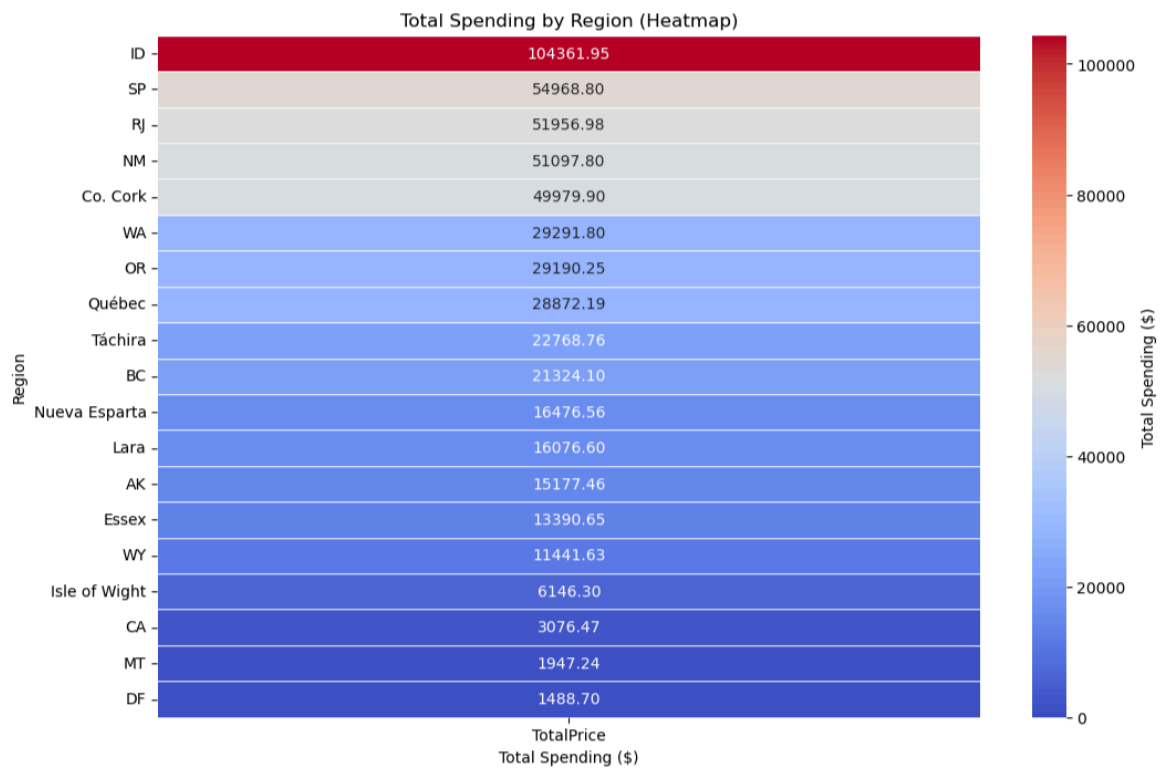 Total Spending by Region (Heatmap)
ID 104361.95
SP 54968.80
RJ 51956.98
NM 51097.80
Co. Cork 49979.90
WA 29291.80
OR 29190.25
Québec 28872.19
Táchira 22768.76
BC 21324.10
Nueva Esparta 16476.56
Lara 16076.60
AK 15177.46
Essex 13390.65
WY 11441.63
Isle of Wight 6146.30
CA 3076.47
MT 1947.24
DF 1488.70
Region
TotalPrice
Total Spending ($)
100000
80000
60000
40000
20000
0
Total Spending ($)